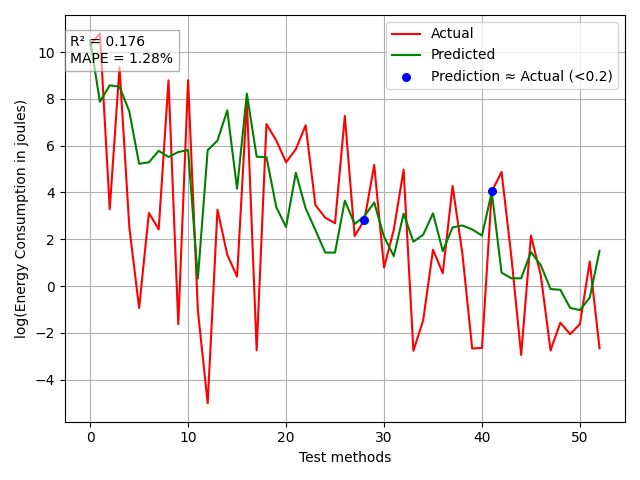 R² = 0.176
MAPE = 1.28%
Actual
Predicted
Prediction ≈ Actual (<0.2)
log(Energy Consumption in joules)
10
8
6
4
2
0
−2
−4
0
10
20
30
40
50
Test methods